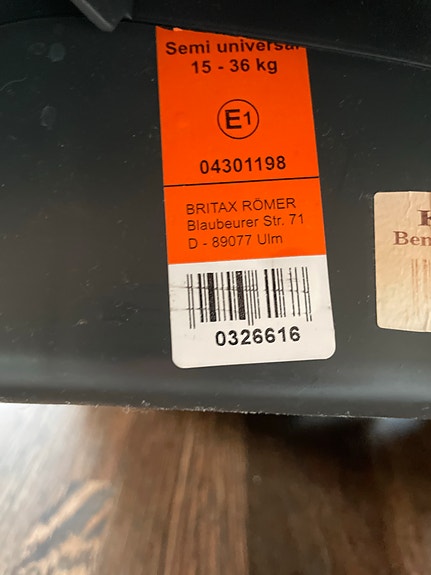 Semi universal
15 - 36 kg
E1
04301198
BRITAX RÖMER
Blaubeurer Str. 71
D - 89077 Ulm
0326616